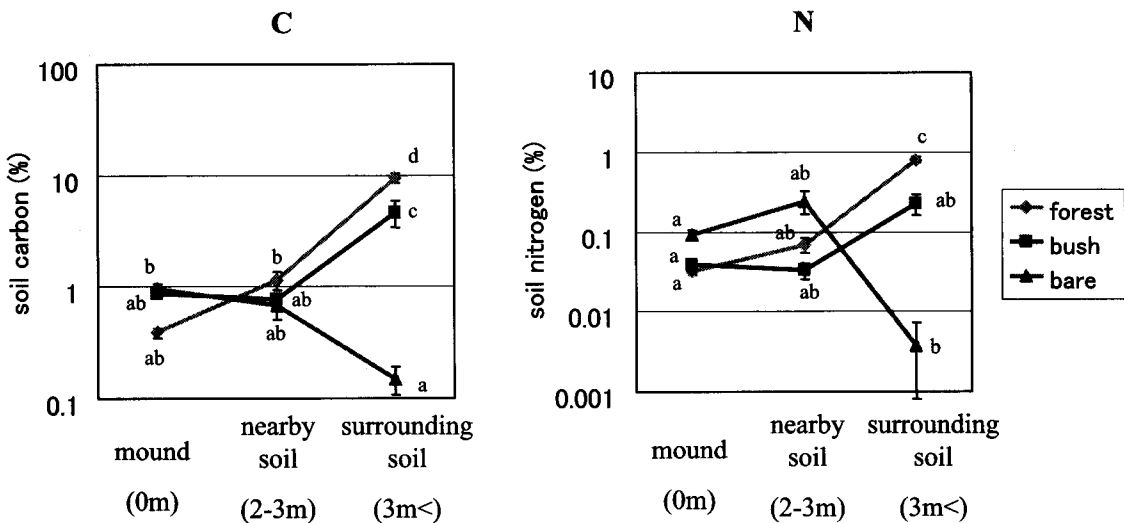 C
100
10
1
0.1
soil carbon (%)
b
ab
ab
b
ab
ab
d
c
a
mound
(0m)
nearby
soil
(2-3m)
surrounding
soil
(3m<)
N
10
1
0.1
0.01
0.001
soil nitrogen (%)
a
a
a
ab
ab
ab
c
ab
b
mound
(0m)
nearby
soil
(2-3m)
surrounding
soil
(3m<)
forest
bush
bare